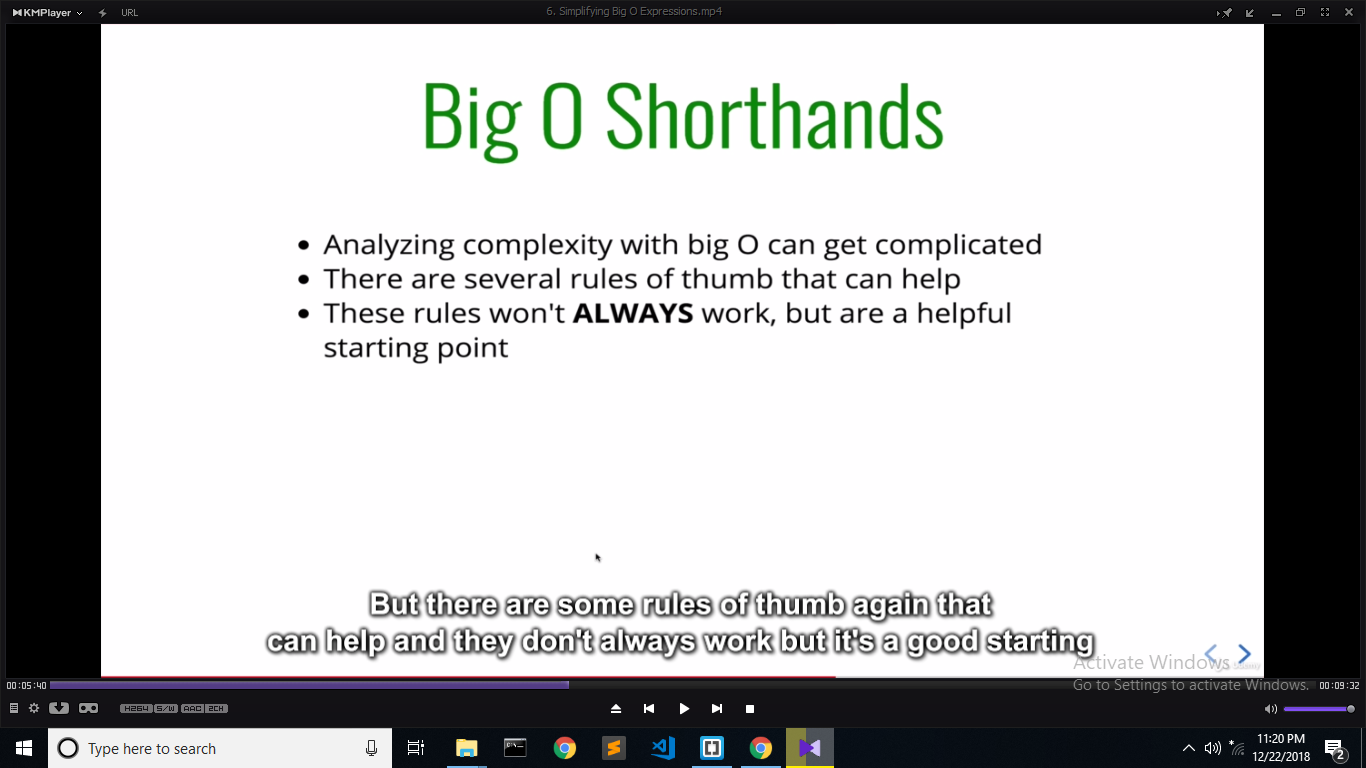 KMPlayer
URL
6. Simplifying Big O Expressions.mp4
Big O Shorthands
• Analyzing complexity with big O can get complicated
• There are several rules of thumb that can help
• These rules won't ALWAYS work, but are a helpful
starting point
But there are some rules of thumb again that
can help and they don't always work but it's a good starting
Activate Windows
Go to Settings to activate Windows.
00:05:40
00:09:32
H264 S/W AAC 2CH
Type here to search
11:20 PM
12/22/2018
2